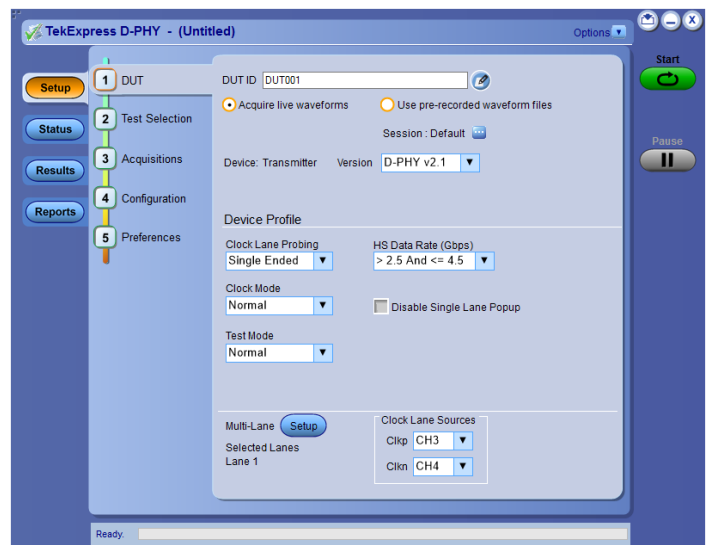 TekExpress D-PHY - (Untitled)
Options
Start
Pause
Setup
Status
Results
Reports
1 DUT
2 Test Selection
3 Acquisitions
4 Configuration
5 Preferences
DUT ID DUT001
Acquire live waveforms Use pre-recorded waveform files
Session : Default
Device: Transmitter Version D-PHY v2.1
Device Profile
Clock Lane Probing HS Data Rate (Gbps)
Single Ended > 2.5 And <= 4.5
Clock Mode
Normal Disable Single Lane Popup
Test Mode
Normal
Multi-Lane Setup
Selected Lanes
Lane 1
Clock Lane Sources
Clkp CH3
Clkn CH4
Ready.